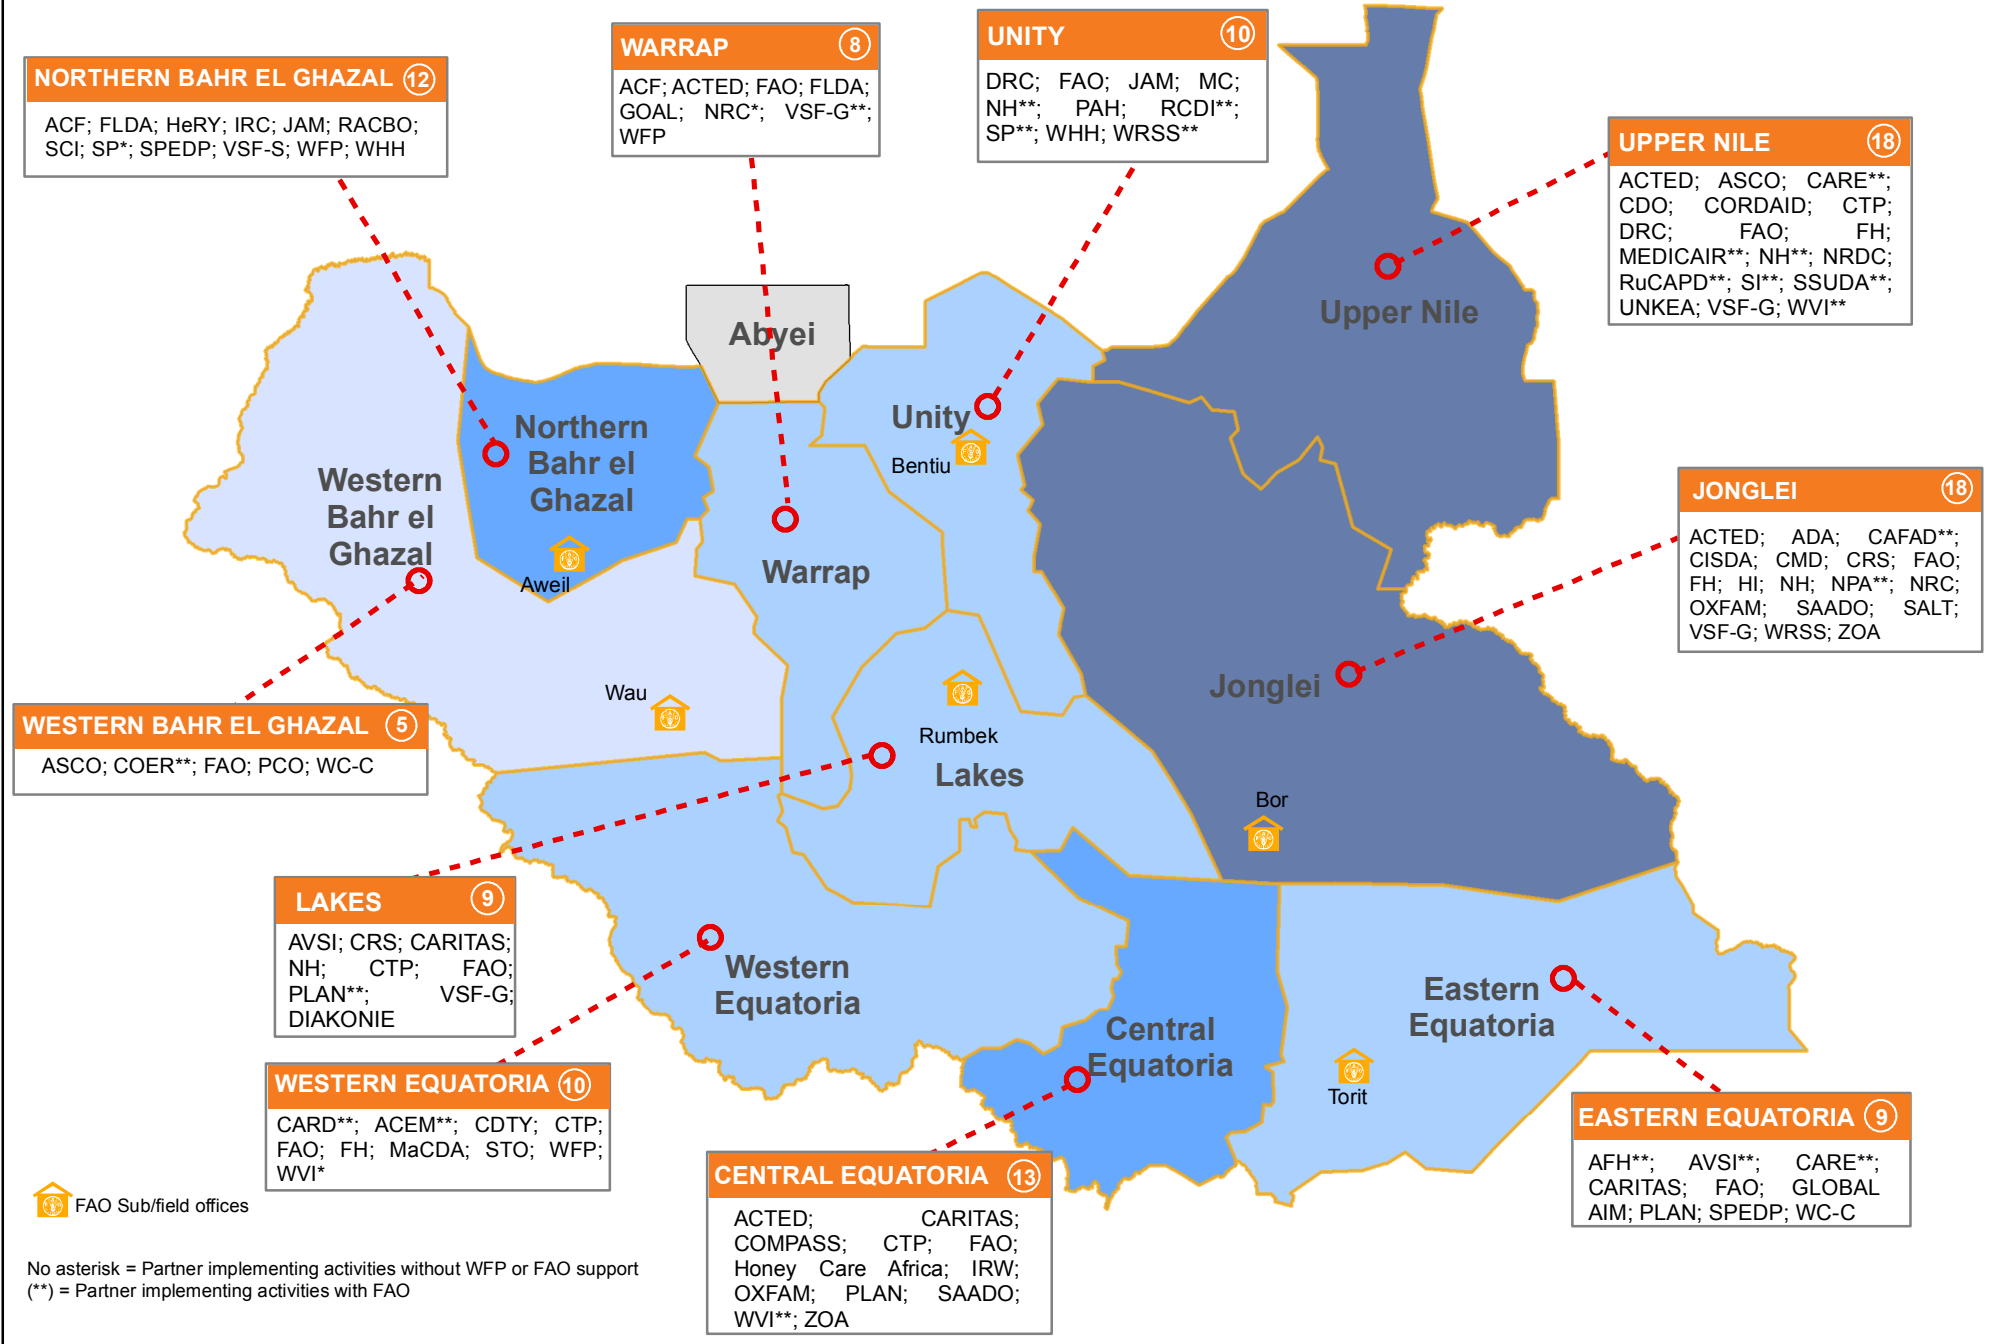 NORTHERN BAHR EL GHAZAL 12
ACF; FLDA; HeRY; IRC; JAM; RACBO;
SCI; SP*; SPEDP; VSF-S; WFP; WHH
WARRAP 8
ACF; ACTED; FAO; FLDA;
GOAL; NRC*; VSF-G**;
WFP
UNITY 10
DRC; FAO; JAM; MC;
NH**; PAH; RCDI**;
SP**; WHH; WRSS**
UPPER NILE 18
ACTED; ASCO; CARE**;
CDO; CORDAID; CTP;
DRC; FAO; FH;
MEDICAIR**; NH**; NRDC;
RuCAPD**; SI**; SSUDA**;
UNKEA; VSF-G; WVI**
Abyei
Upper Nile
Unity
Bentiu
Northern
Bahr el
Ghazal
Aweil
Western
Bahr el
Ghazal
Warrap
JONGLEI 18
ACTED; ADA; CAFAD**;
CISDA; CMD; CRS; FAO;
FH; HI; NH; NPA**; NRC;
OXFAM; SAADO; SALT;
VSF-G; WRSS; ZOA
Jonglei
Wau
Rumbek
Lakes
Bor
WESTERN BAHR EL GHAZAL 5
ASCO; COER**; FAO; PCO; WC-C
LAKES 9
AVSI; CRS; CARITAS;
NH; CTP; FAO;
PLAN**; VSF-G;
DIAKONIE
Western
Equatoria
Central
Equatoria
Eastern
Equatoria
Torit
WESTERN EQUATORIA 10
CARD**; ACEM**; CDTY; CTP;
FAO; FH; MaCDA; STO; WFP;
WVI*
CENTRAL EQUATORIA 13
ACTED; CARITAS;
COMPASS; CTP; FAO;
Honey Care Africa; IRW;
OXFAM; PLAN; SAADO;
WVI**; ZOA
EASTERN EQUATORIA 9
AFH**; AVSI**; CARE**;
CARITAS; FAO; GLOBAL
AIM; PLAN; SPEDP; WC-C
FAO Sub/field offices
No asterisk = Partner implementing activities without WFP or FAO support
(**) = Partner implementing activities with FAO